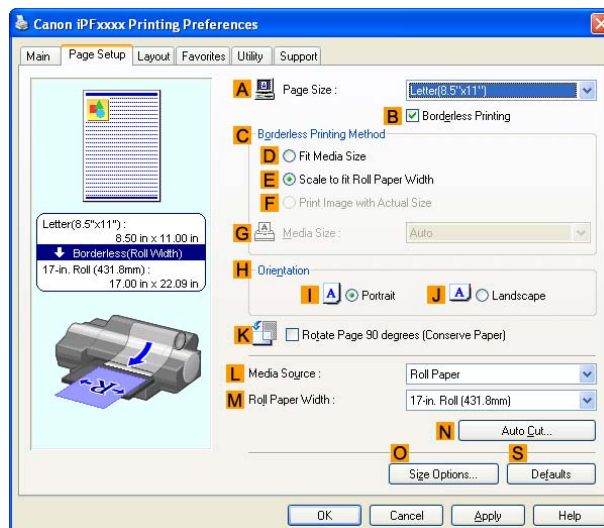 Canon iPFxxxx Printing Preferences
Main Page Setup Layout Favorites Utility Support
A Page Size : Letter(8.5"x11")
B Borderless Printing
C Borderless Printing Method
D Fit Media Size
E Scale to fit Roll Paper Width
F Print Image with Actual Size
G Media Size : Auto
Letter(8.5"x11") :
8.50 in x 11.00 in
Borderless(Roll Width)
17-in. Roll (431.8mm) :
17.00 in x 22.09 in
R
H Orientation
I A Portrait J A Landscape
K Rotate Page 90 degrees (Conserve Paper)
L Media Source : Roll Paper
M Roll Paper Width : 17-in. Roll (431.8mm)
N Auto Cut...
O S
Size Options... Defaults
OK Cancel Apply Help